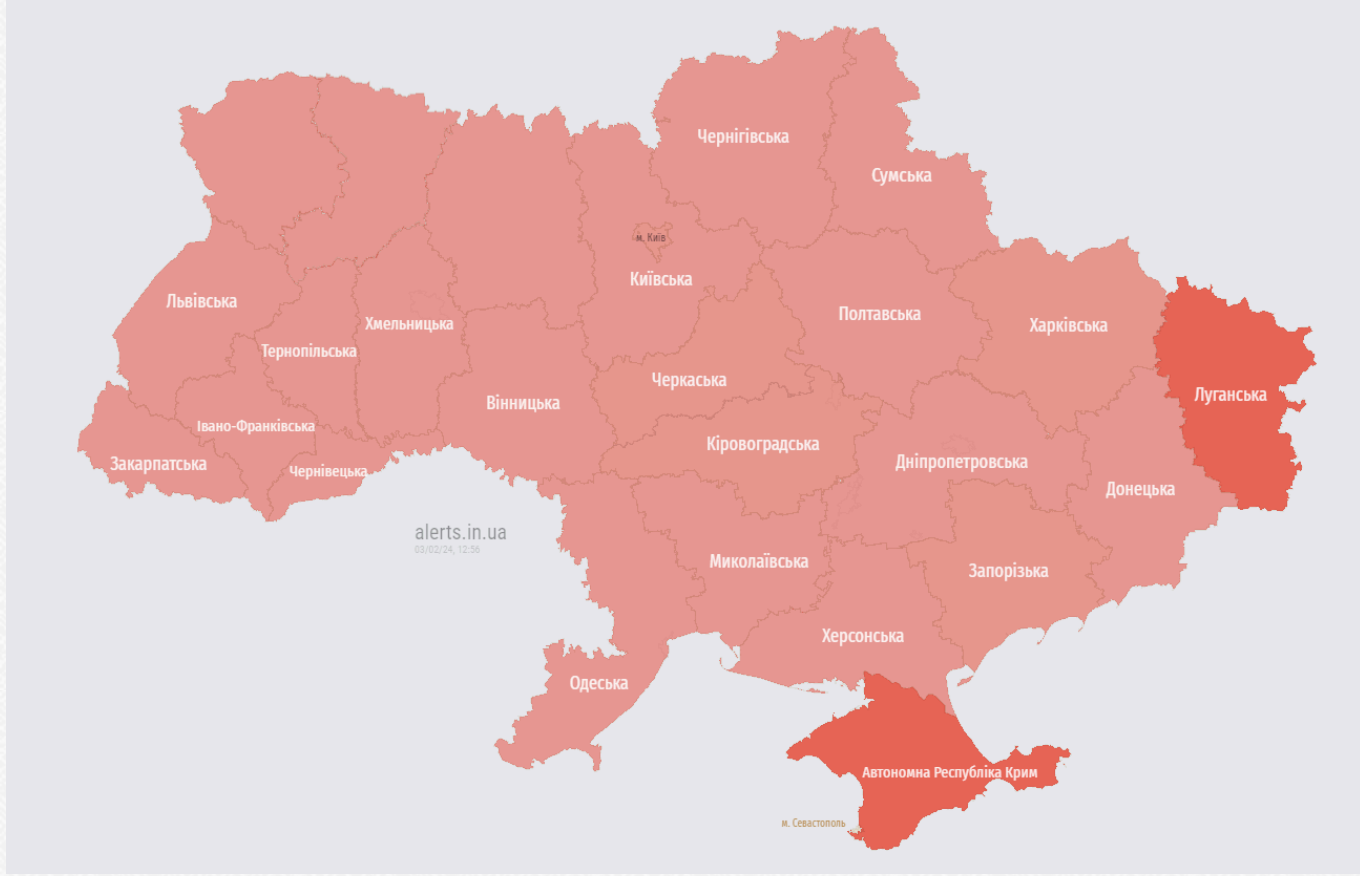 Чернігівська
Сумська
м. Київ
Київська
Львівська
Полтавська
Хмельницька
Харківська
Тернопільська
Черкаська
Луганська
Вінницька
Івано-Франківська
Кіровоградська
Дніпропетровська
Закарпатська
Чернівецька
Донецька
alerts.in.ua
03/02/24, 12:56
Миколаївська
Запорізька
Херсонська
Одеська
Автономна Республіка Крим
м. Севастополь